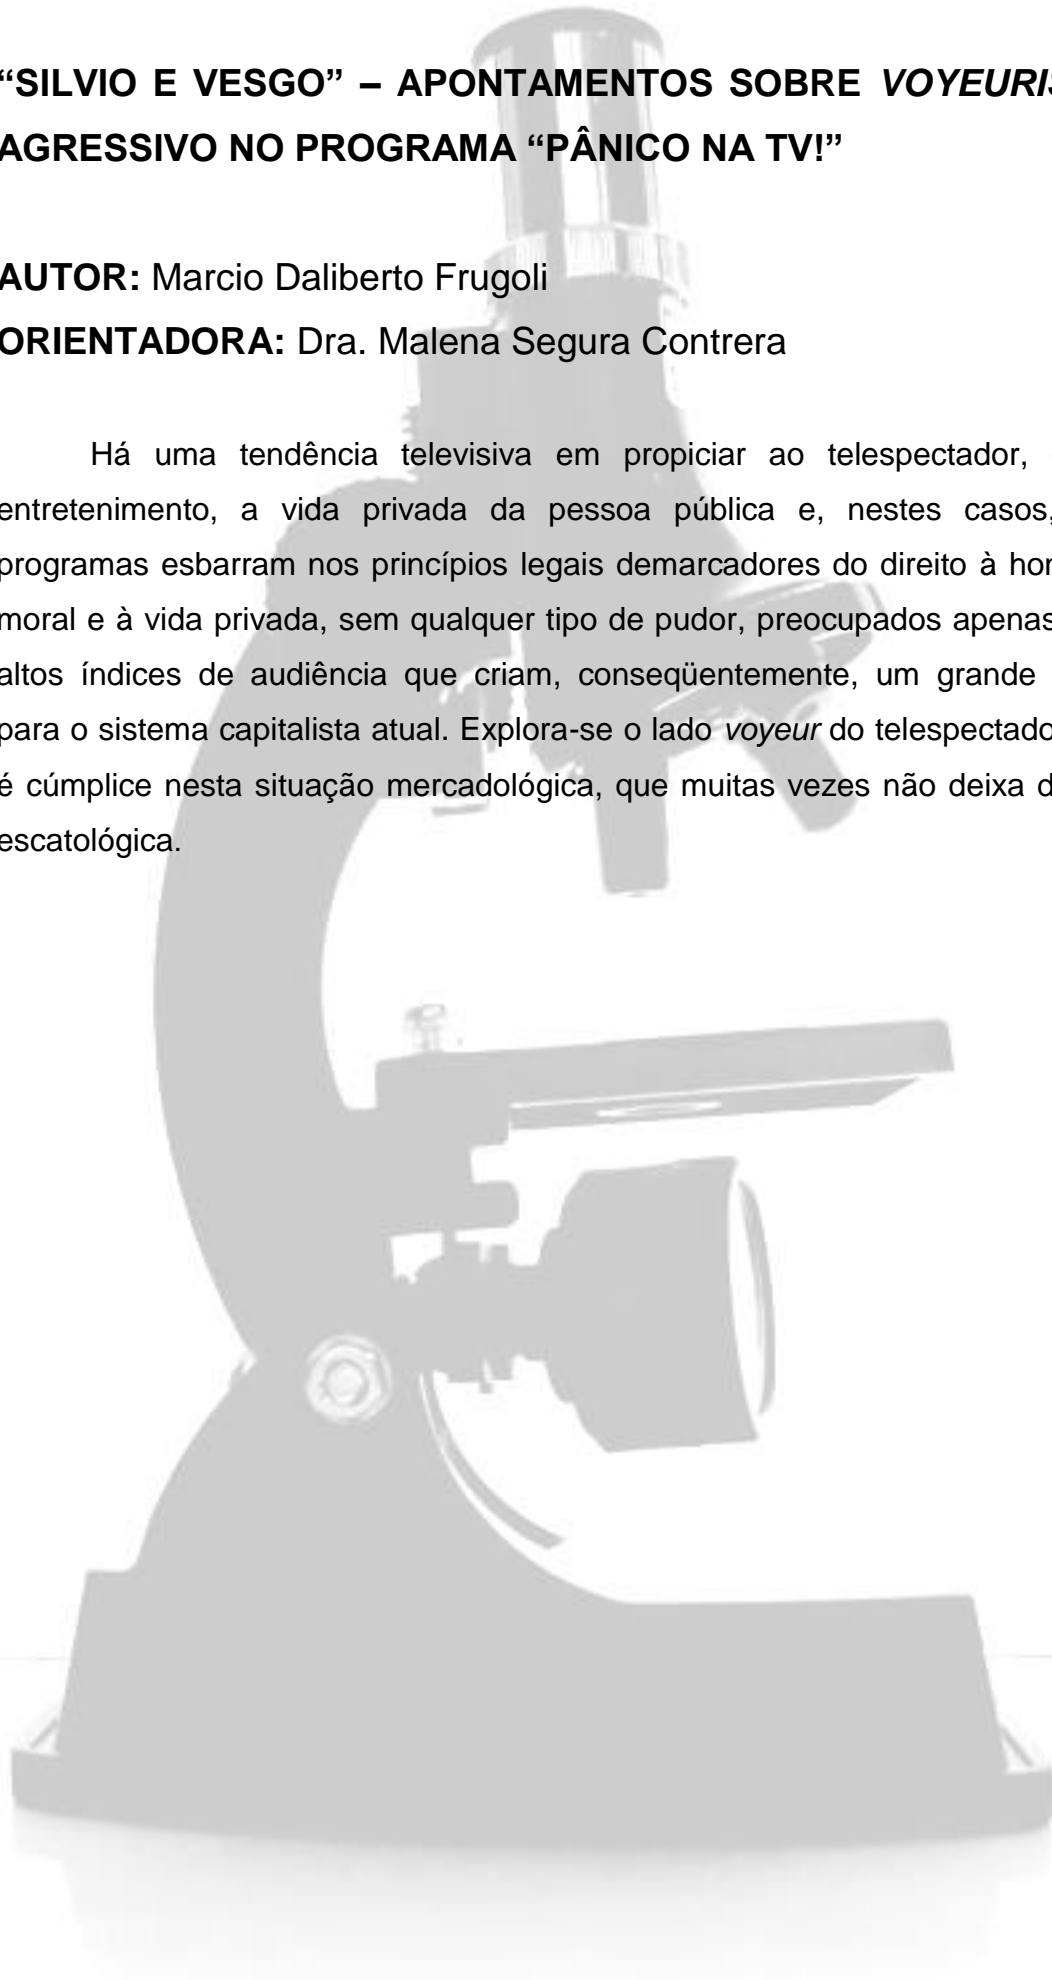 “SILVIO E VESGO” – APONTAMENTOS SOBRE VOYEURIS
AGRESSIVO NO PROGRAMA “PÂNICO NA TV!”
AUTOR: Marcio Daliberto Frugoli
ORIENTADORA: Dra. Malena Segura Contrera
Há uma tendência televisiva em propiciar ao telespectador,
entretenimento, a vida privada da pessoa pública e, nestes casos,
programas esbarram nos princípios legais demarcadores do direito à hon
moral e à vida privada, sem qualquer tipo de pudor, preocupados apenas
altos índices de audiência que criam, conseqüentemente, um grande
para o sistema capitalista atual. Explora-se o lado voyeur do telespectado
é cúmplice nesta situação mercadológica, que muitas vezes não deixa d
escatológica.